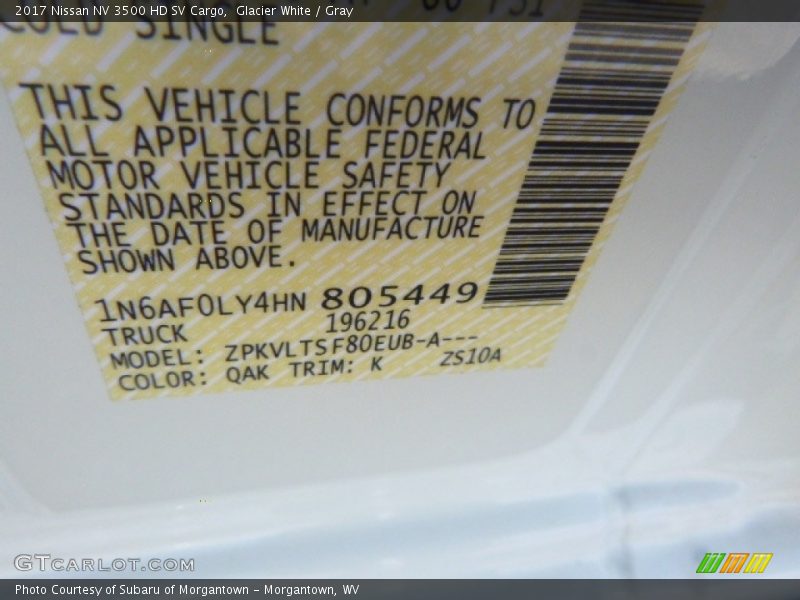 2017 Nissan NV 3500 HD SV Cargo, Glacier White / Gray
COLD SINGLE
THIS VEHICLE CONFORMS TO
ALL APPLICABLE FEDERAL
MOTOR VEHICLE SAFETY
STANDARDS IN EFFECT ON
THE DATE OF MANUFACTURE
SHOWN ABOVE.
1N6AF0LY4HN 805449
TRUCK 196216
MODEL: ZPKVLTSF80EUB-A---
COLOR: QAK TRIM: K ZS10A
GTCARLOT.COM
Photo Courtesy of Subaru of Morgantown - Morgantown, WV